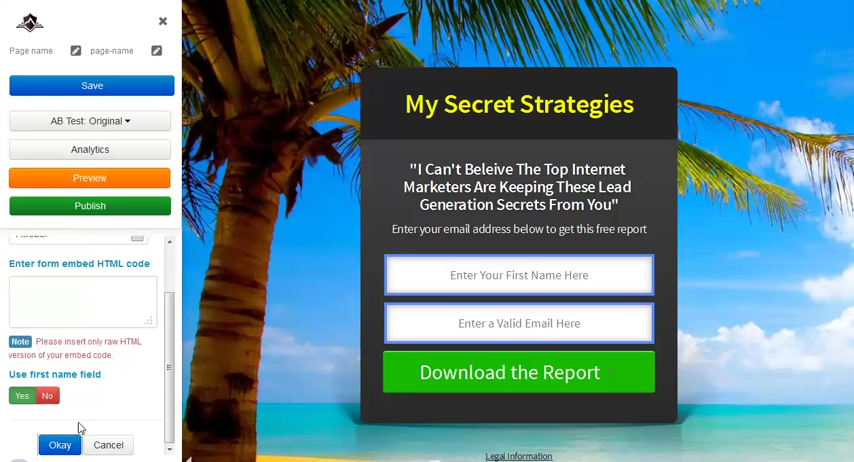 Page name page-name
Save
AB Test: Original
Analytics
Preview
Publish
Enter form embed HTML code
Note Please insert only raw HTML
version of your embed code.
Use first name field
Yes No
Okay Cancel
My Secret Strategies
"I Can't Beleive The Top Internet
Marketers Are Keeping These Lead
Generation Secrets From You"
Enter your email address below to get this free report
Enter Your First Name Here
Enter a Valid Email Here
Download the Report
Legal Information